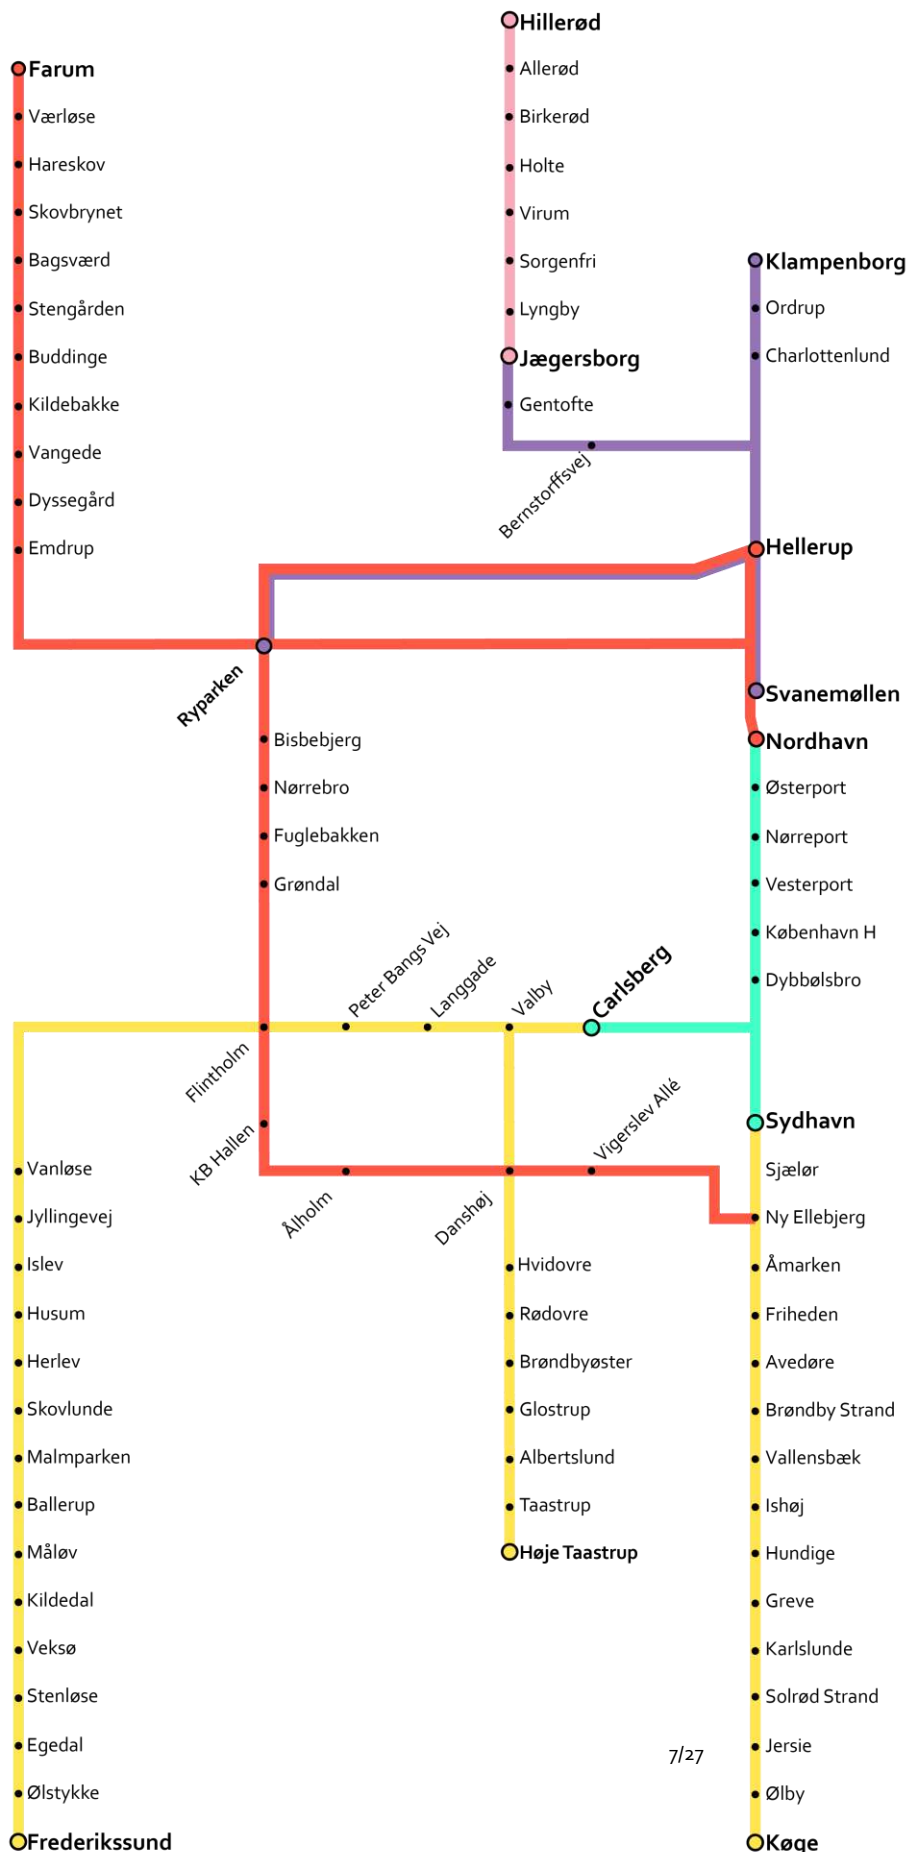 Hillerød
Allerød
Birkerød
Holte
Virum
Sorgenfri
Lyngby
Jægersborg
Gentofte
Bernstorffsvej
Farum
Værløse
Hareskov
Skovbrynet
Bagsværd
Stengården
Buddinge
Kildebakke
Vangede
Dyssegård
Emdrup
Klampenborg
Ordrup
Charlottenlund
Hellerup
Svanemøllen
Nordhavn
Østerport
Nørreport
Vesterport
København H
Dybbølsbro
Ryparken
Bisbebjerg
Nørrebro
Fuglebakken
Grøndal
Flintholm
Peter Bangs Vej
Langgade
Valby
Carlsberg
KB Hallen
Ålholm
Danshøj
Vigerslev Allé
Sydhavn
Sjælør
Ny Ellebjerg
Åmarken
Friheden
Avedøre
Brøndby Strand
Vallensbæk
Ishøj
Hundige
Greve
Karlslunde
Solrød Strand
Jersie
Ølby
Køge
Hvidovre
Rødovre
Brøndbyøster
Glostrup
Albertslund
Taastrup
Høje Taastrup
Vanløse
Jyllingevej
Islev
Husum
Herlev
Skovlunde
Malmparken
Ballerup
Måløv
Kildedal
Veksø
Stenløse
Egedal
Ølstykke
Frederikssund
7/27